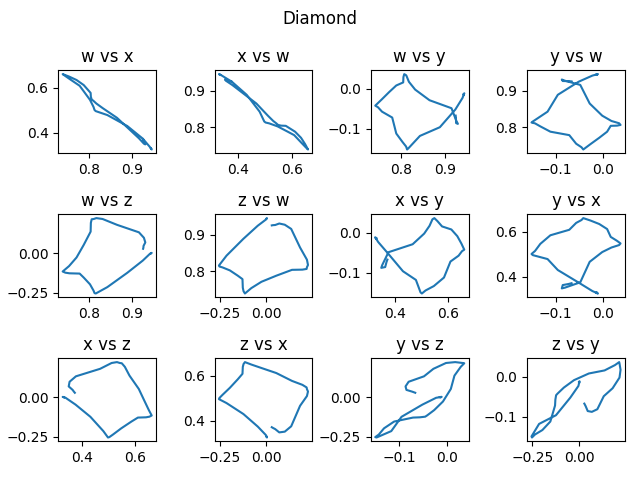 Diamond
w vs x
x vs w
w vs y
y vs w
0.6
0.4
0.8 0.9
0.9
0.8
0.4 0.6
0.0
−0.1
0.8 0.9
0.9
0.8
−0.1 0.0
w vs z
z vs w
x vs y
y vs x
0.00
−0.25
0.8 0.9
0.9
0.8
−0.25 0.00
0.0
−0.1
0.4 0.6
0.6
0.4
−0.1 0.0
x vs z
z vs x
y vs z
z vs y
0.00
−0.25
0.4 0.6
0.6
0.4
−0.25 0.00
0.00
−0.25
−0.1 0.0
0.0
−0.1
−0.25 0.00